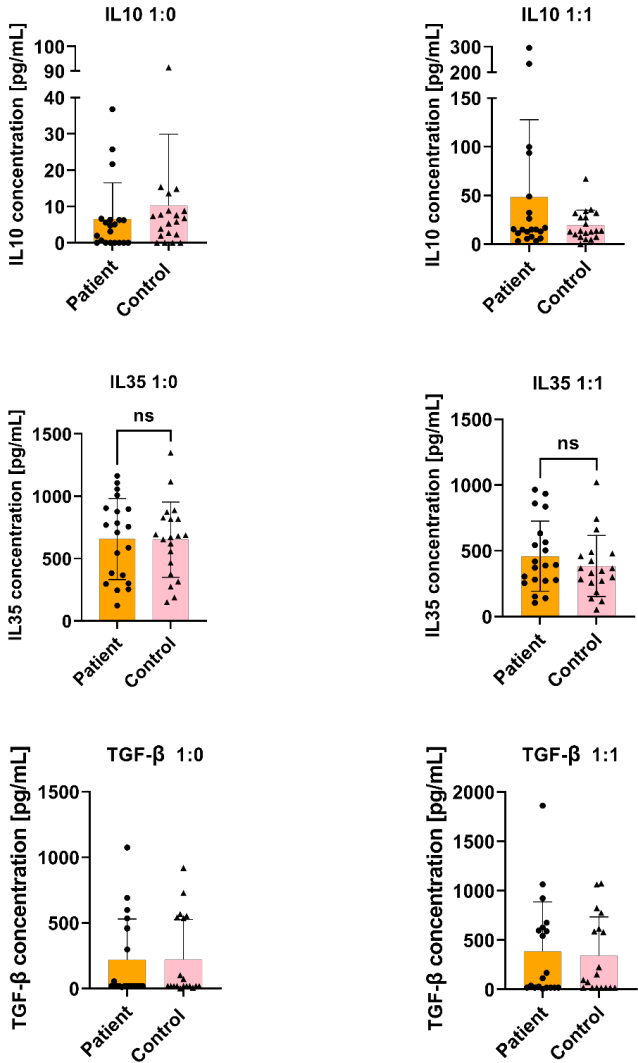 IL10 1:0
IL10 concentration [pg/mL]
100
90
40
30
20
10
0
Patient
Control
IL10 1:1
IL10 concentration [pg/mL]
300
200
150
100
50
0
Patient
Control
IL35 1:0
IL35 concentration [pg/mL]
1500
1000
500
0
ns
Patient
Control
IL35 1:1
IL35 concentration [pg/mL]
1500
1000
500
0
ns
Patient
Control
TGF-β 1:0
TGF-β concentration [pg/mL]
1500
1000
500
0
Patient
Control
TGF-β 1:1
TGF-β concentration [pg/mL]
2000
1500
1000
500
0
Patient
Control